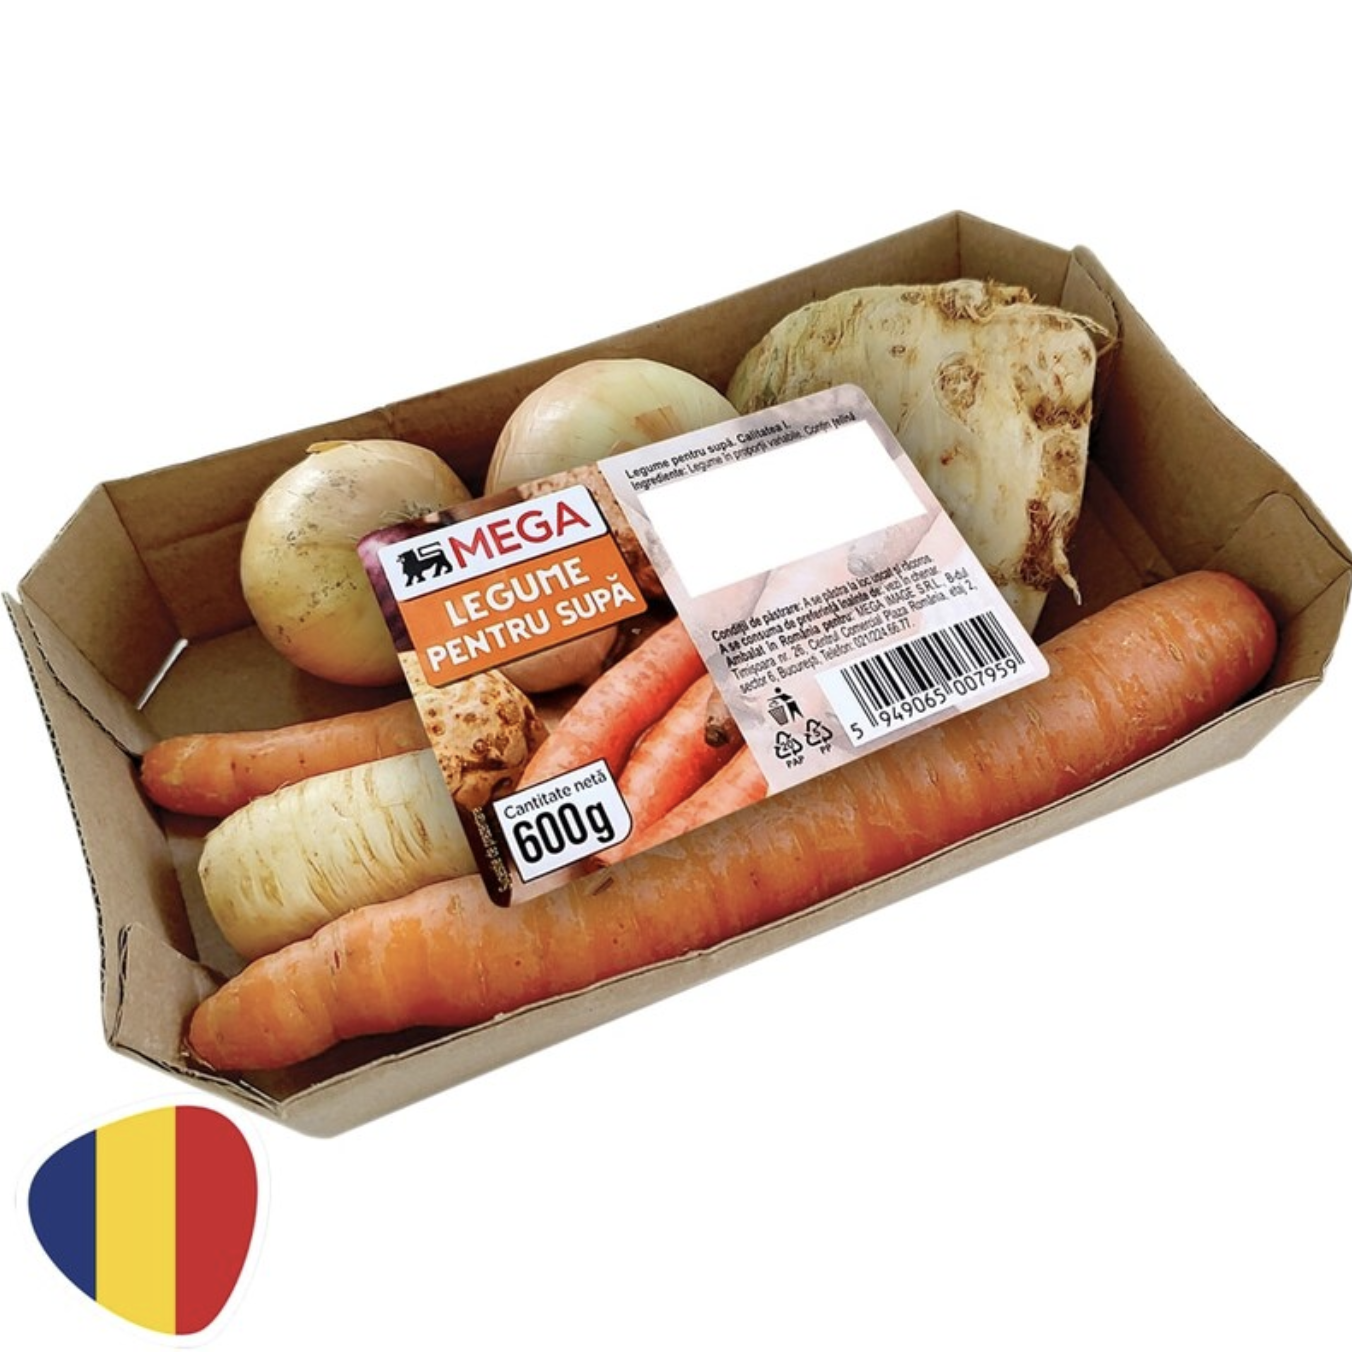 MEGA
LEGUME
PENTRU SUPĂ
Cantitate netă
600g
Legume pentru supă. Calitatea I.
Ingrediente: Legume în proporții variabile. Conțin țelină
Condiții de păstrare: A se păstra la loc uscat și răcoros.
A se consuma de preferință înainte de: vezi în chenar.
Ambalat în România pentru: MEGA IMAGE S.R.L., B-dul
Timișoara nr. 26, Centrul Comercial Plaza România, etaj 2,
sector 6, București, Telefon: 021/224.66.77.
5 949065 007959
20
PAP
5
PP